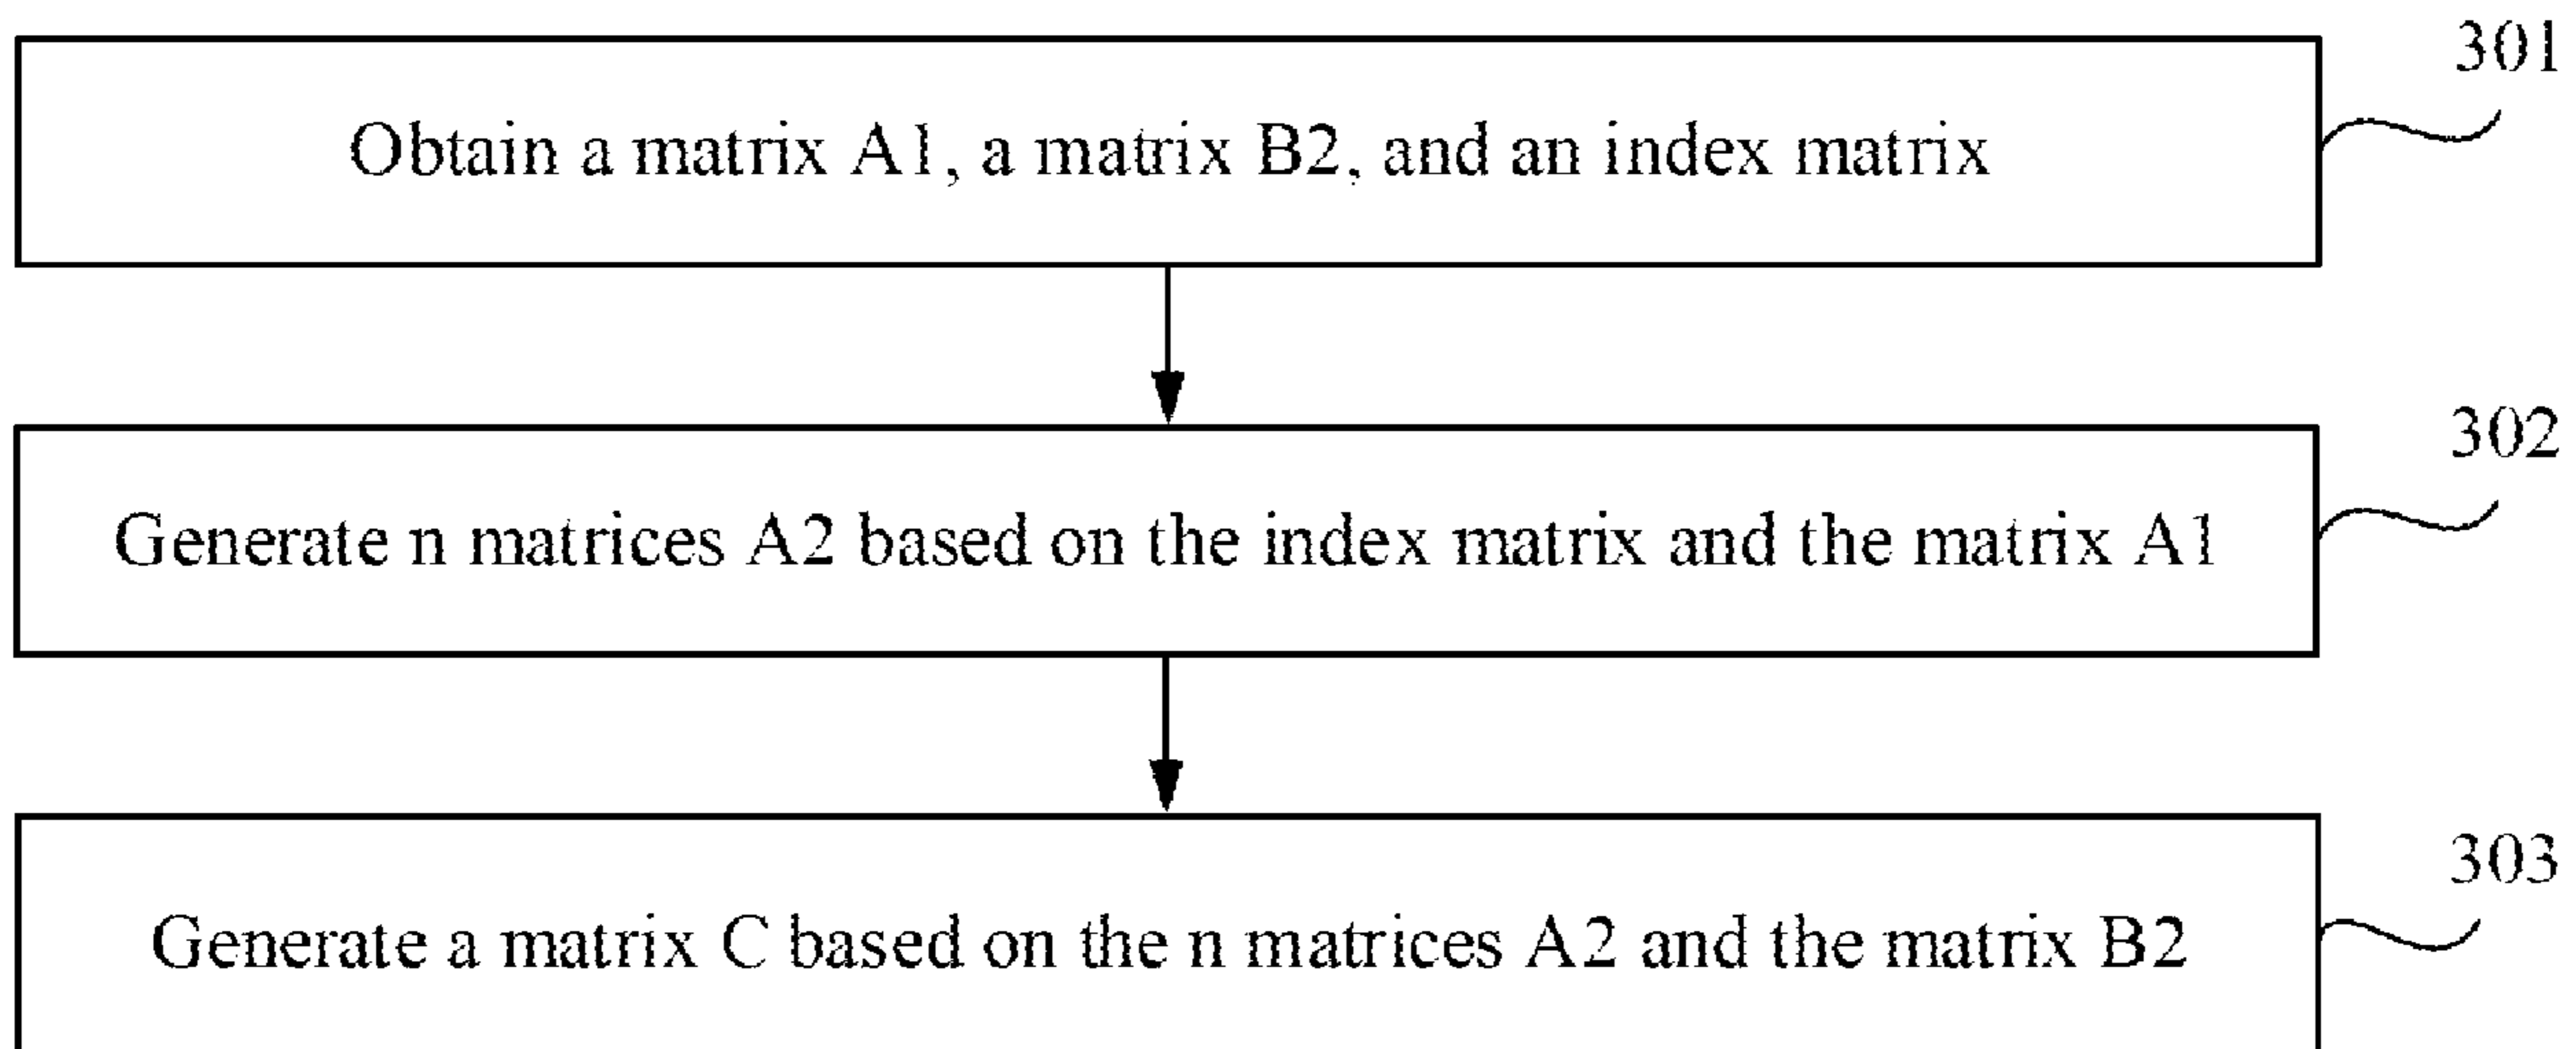 301
Obtain a matrix A1, a matrix B2, and an index matrix
302
Generate n matrices A2 based on the index matrix and the matrix A1
303
Generate a matrix C based on the n matrices A2 and the matrix B2